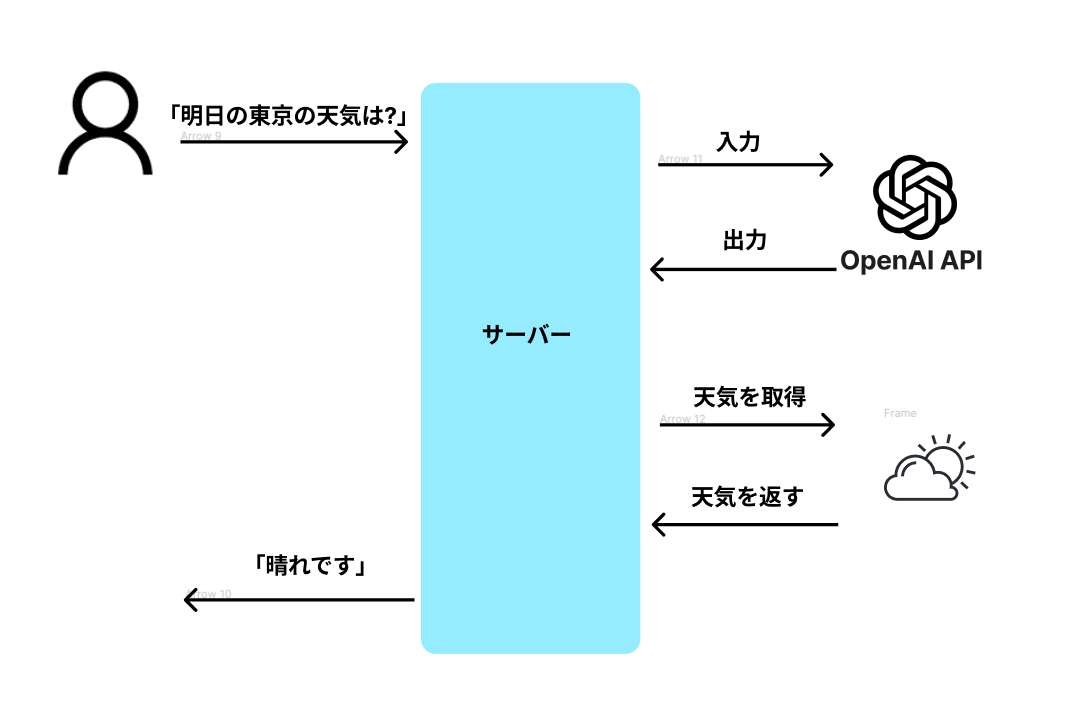 「明日の東京の天気は?」
Arrow 9
入力
Arrow 11
出力
OpenAI API
サーバー
天気を取得
Arrow 12
Frame
天気を返す
「晴れです」
Arrow 10